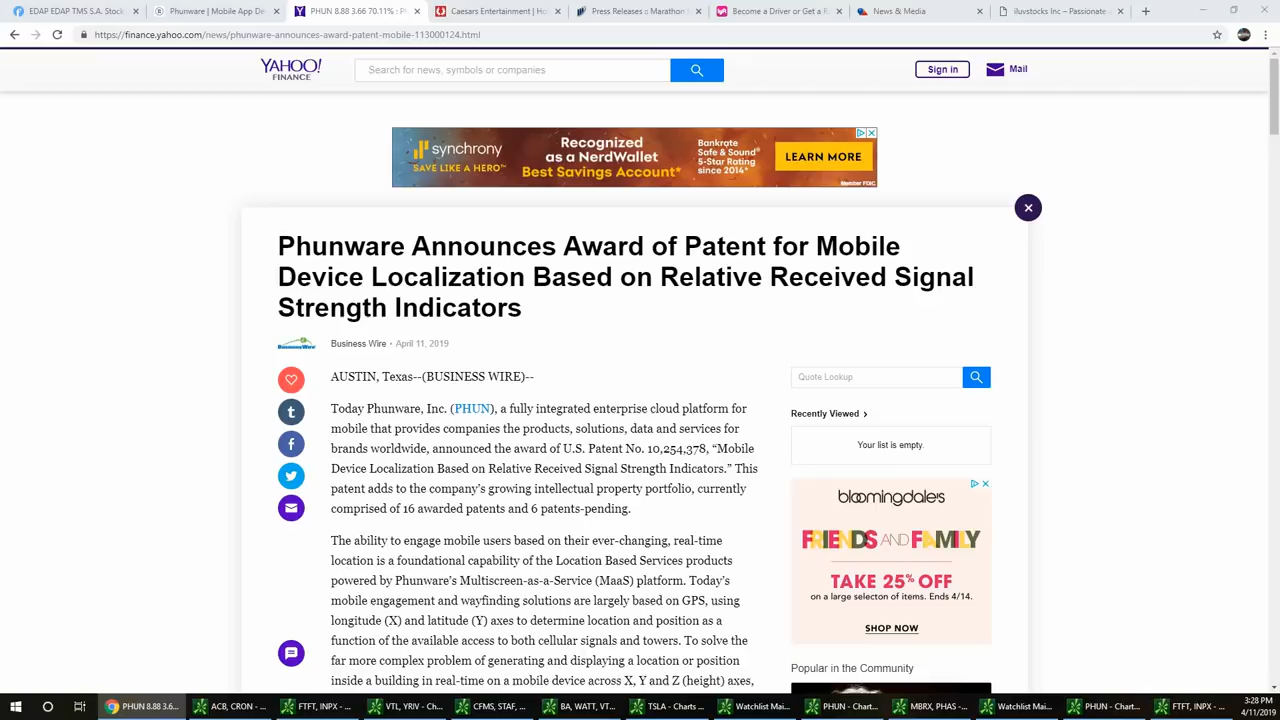 EDAP EDAP TMS S.A. Stock
Phunware | Mobile App Dev
PHUN 8.88 3.66 70.11% : P
Caesars Entertainment | Ho
Press Releases :: Marathon
Become a Driver or Get a R
News & Media
iluvstocks Inc – Passionate
https://finance.yahoo.com/news/phunware-announces-award-patent-mobile-113000124.html
YAHOO!
FINANCE
Search for news, symbols or companies
Sign in
Mail
synchrony
SAVE LIKE A HERO™
Recognized
as a NerdWallet
Best Savings Account*
Bankrate
Safe & Sound®
5-Star Rating
since 2014*
LEARN MORE
Member FDIC
Phunware Announces Award of Patent for Mobile
Device Localization Based on Relative Received Signal
Strength Indicators
Business Wire
Business Wire • April 11, 2019
AUSTIN, Texas--(BUSINESS WIRE)--
Today Phunware, Inc. (PHUN), a fully integrated enterprise cloud platform for
mobile that provides companies the products, solutions, data and services for
brands worldwide, announced the award of U.S. Patent No. 10,254,378, “Mobile
Device Localization Based on Relative Received Signal Strength Indicators.” This
patent adds to the company’s growing intellectual property portfolio, currently
comprised of 16 awarded patents and 6 patents-pending.
The ability to engage mobile users based on their ever-changing, real-time
location is a foundational capability of the Location Based Services products
powered by Phunware’s Multiscreen-as-a-Service (MaaS) platform. Today’s
mobile engagement and wayfinding solutions are largely based on GPS, using
longitude (X) and latitude (Y) axes to determine location and position as a
function of the available access to both cellular signals and towers. To solve the
far more complex problem of generating and displaying a location or position
inside a building in real-time on a mobile device across X, Y and Z (height) axes,
Quote Lookup
Recently Viewed
Your list is empty.
bloomingdale's
FRIENDS AND FAMILY
TAKE 25% OFF
on a large selecton of items. Ends 4/14.
SHOP NOW
Popular in the Community
PHUN 8.88 3.6...
ACB, CRON - ...
FTFT, INPX - ...
VTL, YRIV - C...
CFMS, STAF, ...
BA, WATT, VT...
TSLA - Charts ...
Watchlist Mai...
PHUN - Chart...
MBRX, PHAS - ...
Watchlist Mai...
PHUN - Chart...
FTFT, INPX - ...
3:28 PM
4/11/2019